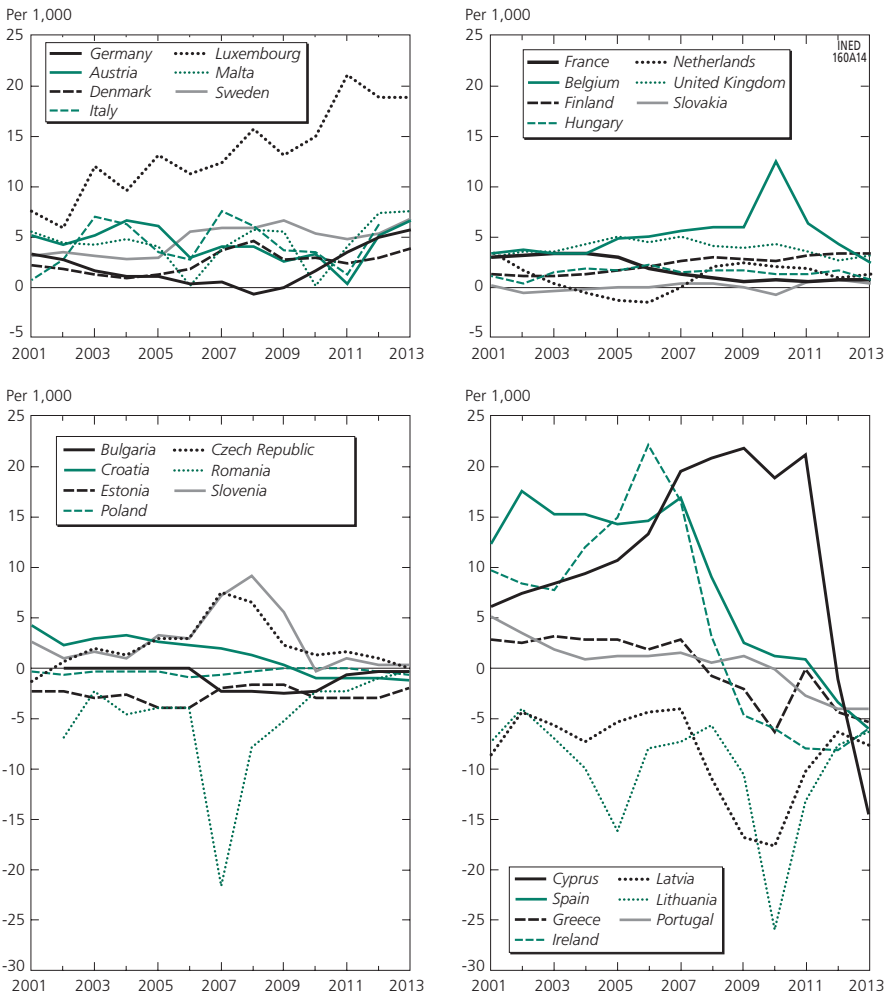 Per 1,000
25
20
15
10
5
0
-5
2001 2003 2005 2007 2009 2011 2013
Germany Luxembourg
Austria Malta
Denmark Sweden
Italy
Per 1,000
25
20
15
10
5
0
-5
2001 2003 2005 2007 2009 2011 2013
INED
160A14
France Netherlands
Belgium United Kingdom
Finland Slovakia
Hungary
Per 1,000
25
20
15
10
5
0
-5
-10
-15
-20
-25
-30
2001 2003 2005 2007 2009 2011 2013
Bulgaria Czech Republic
Croatia Romania
Estonia Slovenia
Poland
Per 1,000
25
20
15
10
5
0
-5
-10
-15
-20
-25
-30
2001 2003 2005 2007 2009 2011 2013
Cyprus Latvia
Spain Lithuania
Greece Portugal
Ireland